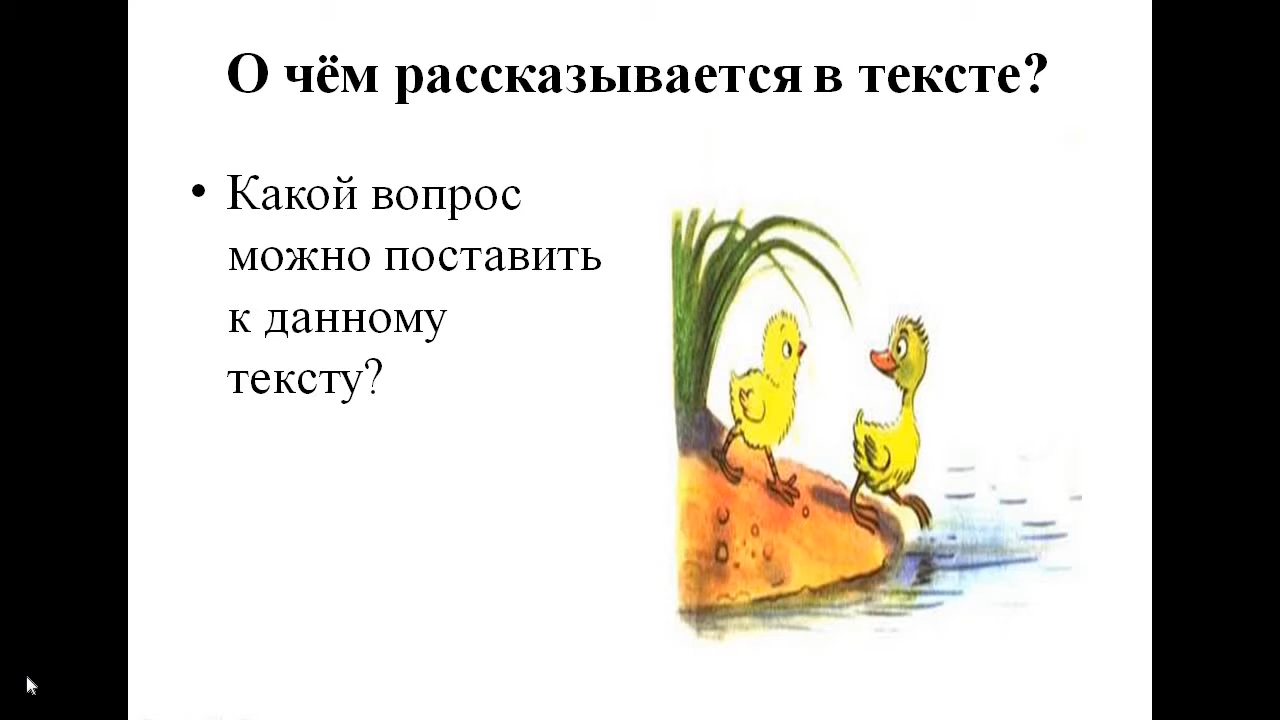 О чём рассказывается в тексте?
• Какой вопрос
можно поставить
к данному
тексту?